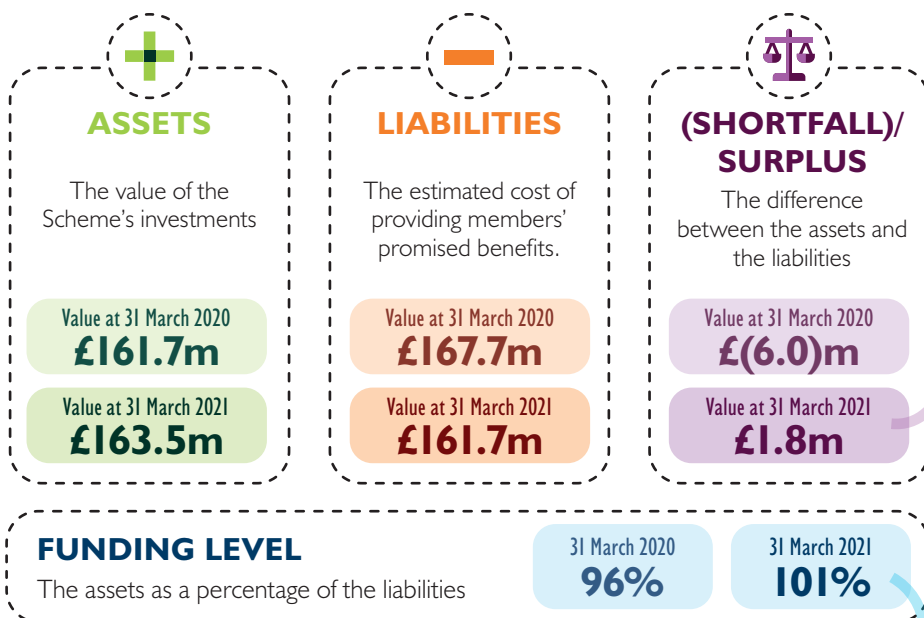 ASSETS
The value of the
Scheme's investments
Value at 31 March 2020
£161.7m
Value at 31 March 2021
£163.5m
LIABILITIES
The estimated cost of
providing members'
promised benefits.
Value at 31 March 2020
£167.7m
Value at 31 March 2021
£161.7m
(SHORTFALL)/
SURPLUS
The difference
between the assets and
the liabilities
Value at 31 March 2020
£(6.0)m
Value at 31 March 2021
£1.8m
FUNDING LEVEL
The assets as a percentage of the liabilities
31 March 2020
96%
31 March 2021
101%